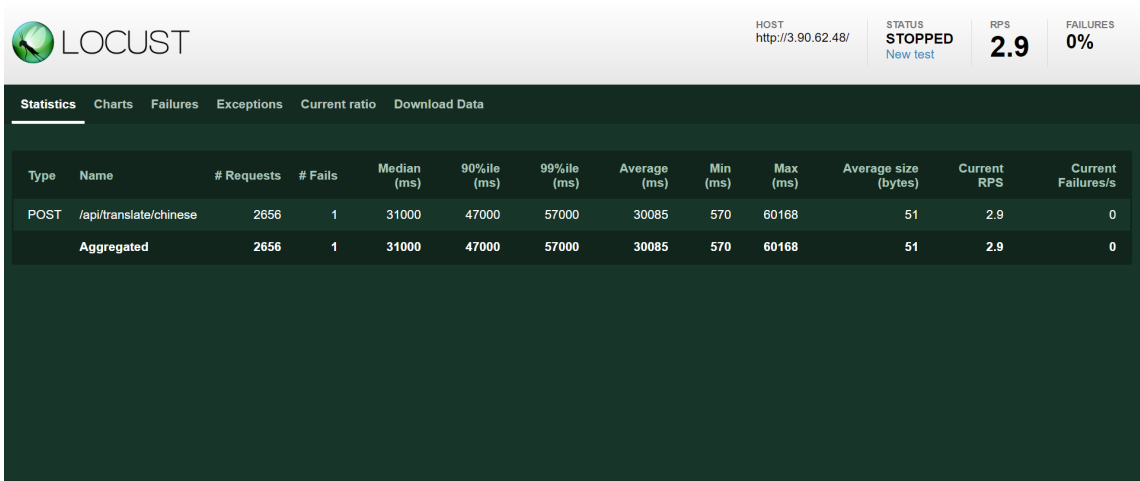 LOCUST
HOST
http://3.90.62.48/
STATUS
STOPPED
New test
RPS
2.9
FAILURES
0%
Statistics Charts Failures Exceptions Current ratio Download Data
Type Name # Requests # Fails Median (ms) 90%ile (ms) 99%ile (ms) Average (ms) Min (ms) Max (ms) Average size (bytes) Current RPS Current Failures/s
POST /api/translate/chinese 2656 1 31000 47000 57000 30085 570 60168 51 2.9 0
Aggregated 2656 1 31000 47000 57000 30085 570 60168 51 2.9 0